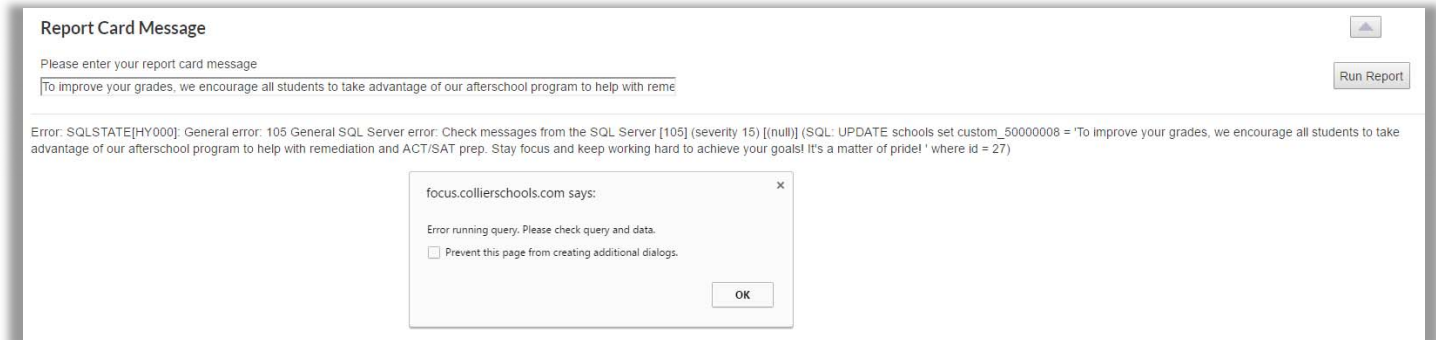 Report Card Message
Please enter your report card message
To improve your grades, we encourage all students to take advantage of our afterschool program to help with reme
Run Report
Error: SQLSTATE[HY000]: General error: 105 General SQL Server error: Check messages from the SQL Server [105] (severity 15) [(null)] (SQL: UPDATE schools set custom_50000008 = 'To improve your grades, we encourage all students to take
advantage of our afterschool program to help with remediation and ACT/SAT prep. Stay focus and keep working hard to achieve your goals! It's a matter of pride! ' where id = 27)
focus.collierschools.com says:
Error running query. Please check query and data.
Prevent this page from creating additional dialogs.
OK